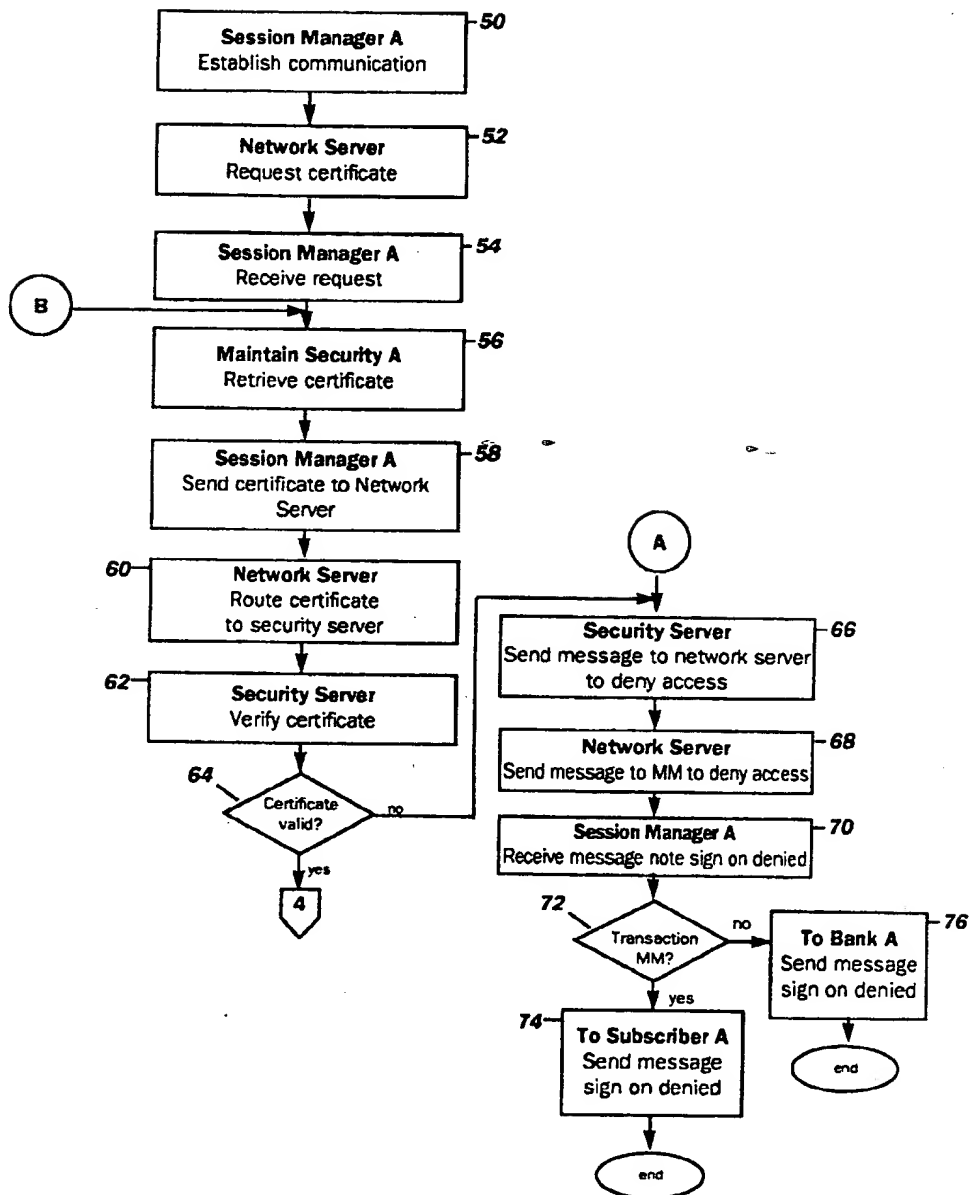 50
Session Manager A
Establish communication
52
Network Server
Request certificate
54
Session Manager A
Receive request
B
56
Maintain Security A
Retrieve certificate
58
Session Manager A
Send certificate to Network
Server
60
Network Server
Route certificate
to security server
62
Security Server
Verify certificate
64
Certificate
valid?
no
yes
4
A
66
Security Server
Send message to network server
to deny access
68
Network Server
Send message to MM to deny access
70
Session Manager A
Receive message note sign on denied
72
Transaction
MM?
no
yes
76
To Bank A
Send message
sign on denied
end
74
To Subscriber A
Send message
sign on denied
end